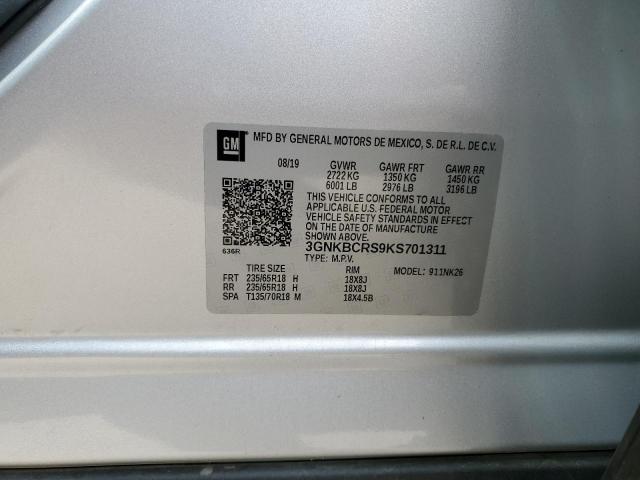 GM
MFD BY GENERAL MOTORS DE MEXICO, S. DE R.L. DE C.V.
08/19 GVWR GAWR FRT GAWR RR
2722 KG 1350 KG 1450 KG
6001 LB 2976 LB 3196 LB
THIS VEHICLE CONFORMS TO ALL
APPLICABLE U.S. FEDERAL MOTOR
VEHICLE SAFETY STANDARDS IN EFFECT
ON THE DATE OF MANUFACTURE
SHOWN ABOVE.
3GNKBCRS9KS701311
636R
TYPE: M.P.V.
TIRE SIZE RIM MODEL: 911NK26
FRT 235/65R18 H 18X8J
RR 235/65R18 H 18X8J
SPA T135/70R18 M 18X4.5B